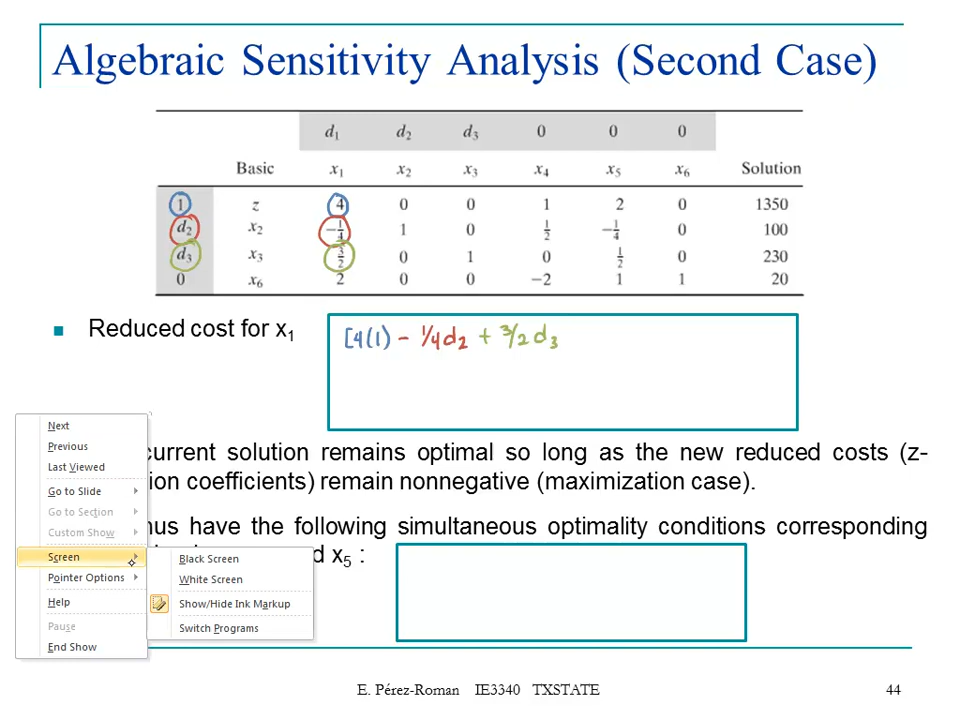 Algebraic Sensitivity Analysis (Second Case)
d₁ d₂ d₃ 0 0 0
Basic x₁ x₂ x₃ x₄ x₅ x₆ Solution
1 z 4 0 0 1 2 0 1350
d₂ x₂ −1/4 1 0 1/2 −1/4 0 100
d₃ x₃ 3/2 0 1 0 1/2 0 230
0 x₆ 2 0 0 −2 1 1 20
Reduced cost for x₁
[4(1) − 1/4d₂ + 3/2d₃
current solution remains optimal so long as the new reduced costs (z-
ion coefficients) remain nonnegative (maximization case).
hus have the following simultaneous optimality conditions corresponding
d x₅ :
Next
Previous
Last Viewed
Go to Slide
Go to Section
Custom Show
Screen
Pointer Options
Help
Pause
End Show
Black Screen
White Screen
Show/Hide Ink Markup
Switch Programs
E. Pérez-Roman IE3340 TXSTATE 44